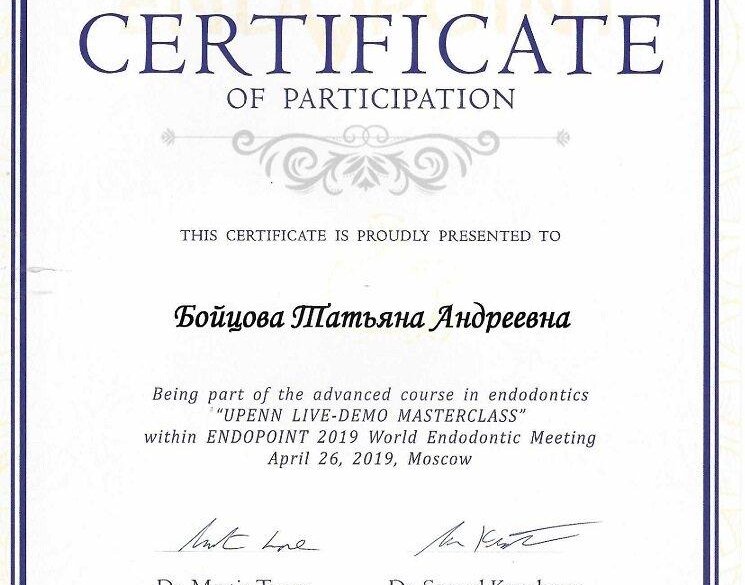 CERTIFICATE
OF PARTICIPATION
THIS CERTIFICATE IS PROUDLY PRESENTED TO
Бойцова Татьяна Андреевна
Being part of the advanced course in endodontics
“UPENN LIVE-DEMO MASTERCLASS”
within ENDOPOINT 2019 World Endodontic Meeting
April 26, 2019, Moscow